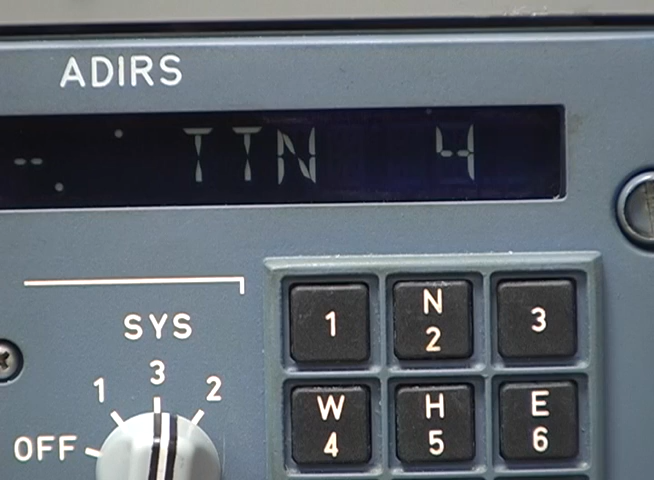 ADIRS
--. TTN 4
SYS
1 3 2
OFF
1 N 2 3
W 4 H 5 E 6